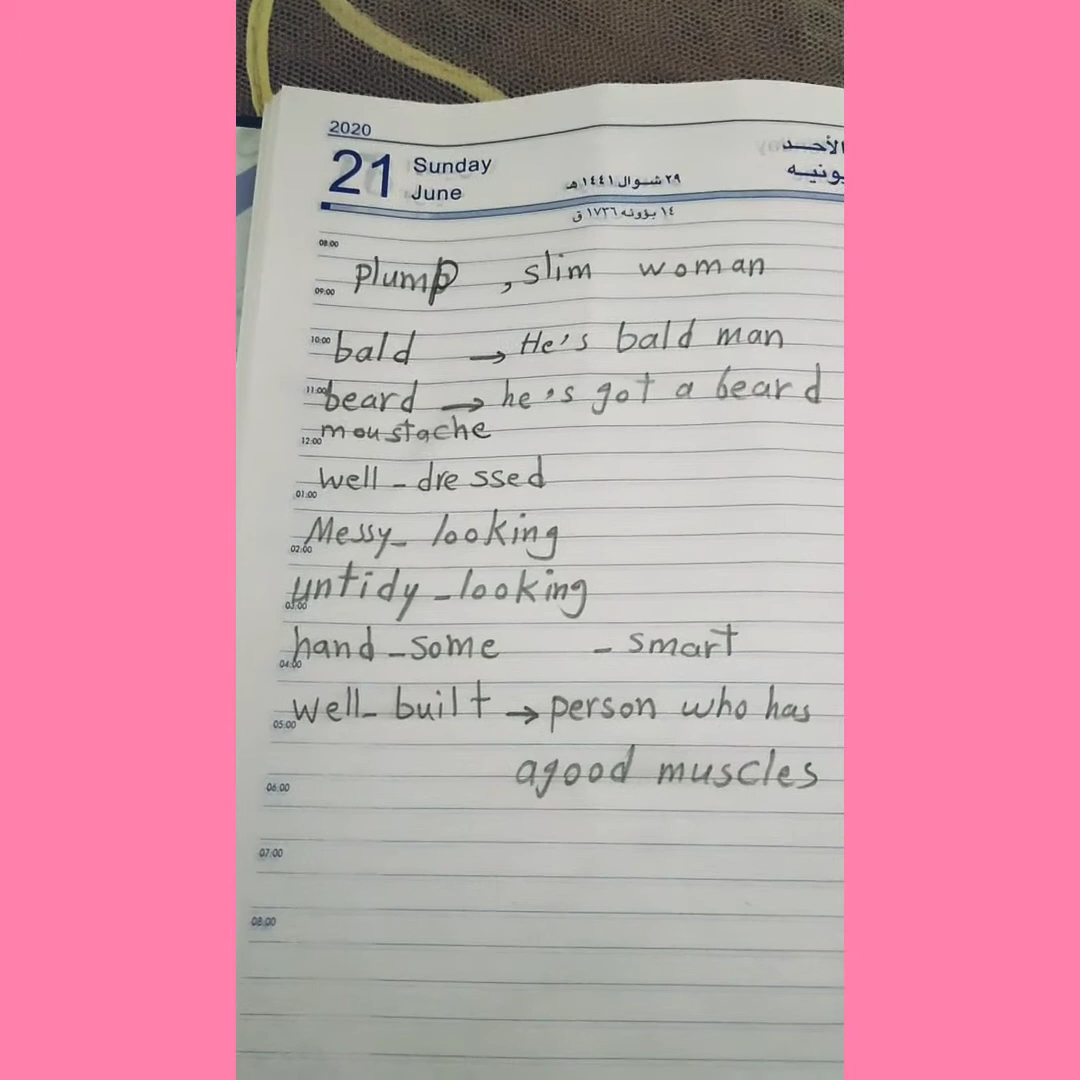 2020
21 Sunday June
٢٩ شوال ١٤٤١ هـ
الأحد
يونيه
١٤ بؤونه ١٧٣٦ ق
08:00
plump , slim woman
09:00
10:00 bald → He's bald man
11:00 beard → he's got a beard
moustache
12:00
well - dressed
01:00
Messy - looking
02:00
untidy - looking
03:00
hand - some - smart
04:00
well - built → person who has
05:00
agood muscles
06:00
07:00
08:00